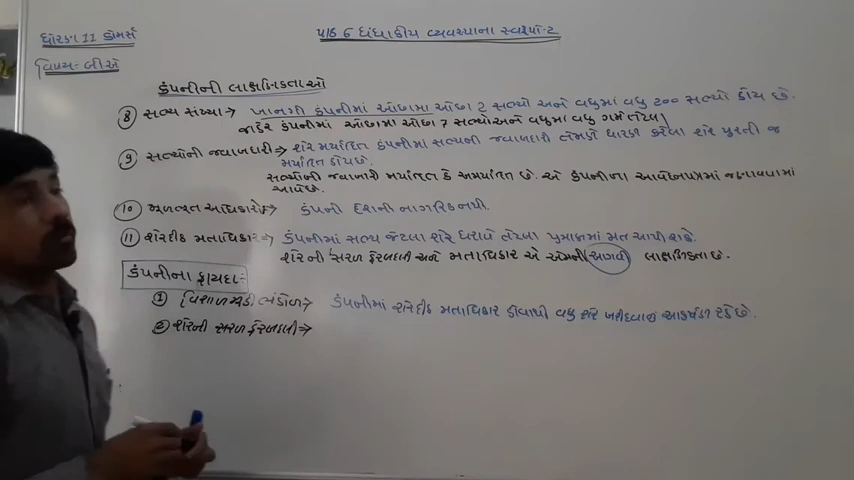 ધોરણ 11 કોમર્સ
પાઠ 6 ધંધાકીય વ્યવસ્થાના સ્વરૂપો-2
વિષય:- બીએ
કંપનીની લાક્ષણિકતાઓ
8 સભ્ય સંખ્યા → ખાનગી કંપનીમાં ઓછામાં ઓછા 2 સભ્યો અને વધુમાં વધુ 200 સભ્યો હોય છે.
જાહેર કંપનીમાં ઓછામાં ઓછા 7 સભ્યો અને વધુમાં વધુ ગમે તેટલા
9 સભ્યોની જવાબદારી → શેર મર્યાદિત કંપનીમાં સભ્યની જવાબદારી તેમણે ધારણ કરેલા શેર પુરતી જ
મર્યાદિત હોય છે.
સભ્યોની જવાબદારી મર્યાદિત કે અમર્યાદિત છે. એ કંપનીના આવેદનપત્રમાં જણાવવામાં
આવે છે.
10 મૂળભૂત અધિકારો → કંપની દેશની નાગરિક નથી.
11 શેરદીઠ મતાધિકાર → કંપનીમાં સભ્ય જેટલા શેર ધરાવે તેટલા પ્રમાણમાં મત આપી શકે.
શેરની સરળ ફેરબદલી અને મતાધિકાર એ એમની આગવી લાક્ષણિકતા છે.
કંપનીના ફાયદા:-
1 વિશાળ મૂડી ભંડોળ → કંપનીમાં શેરદીઠ મતાધિકાર હોવાથી વધુ શેર ખરીદવાનું આકર્ષણ રહે છે.
2 શેરની સરળ ફેરબદલી →